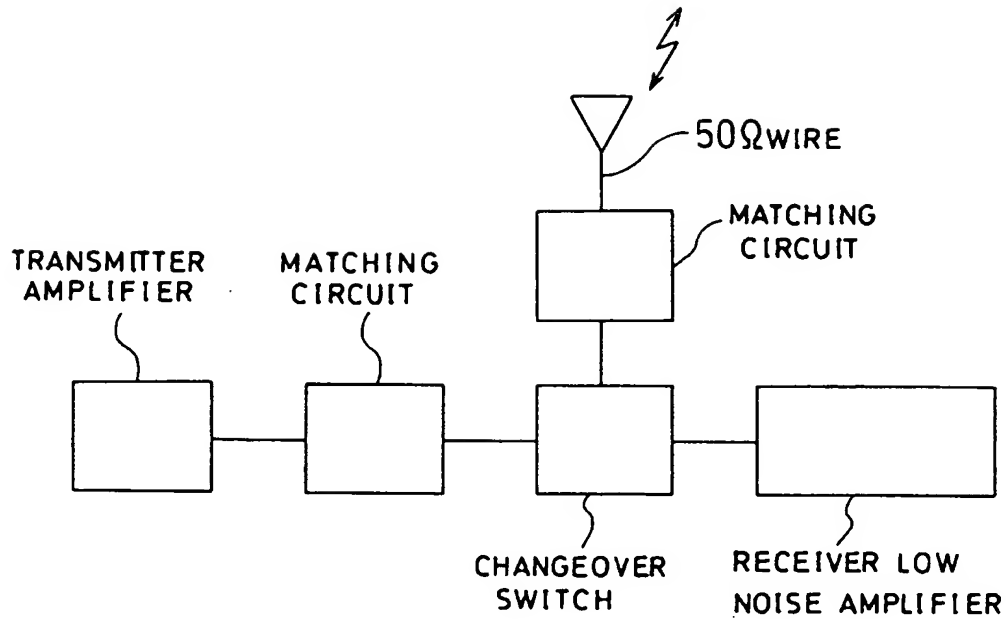 50ΩWIRE
MATCHING
CIRCUIT
TRANSMITTER
AMPLIFIER
MATCHING
CIRCUIT
CHANGEOVER
SWITCH
RECEIVER LOW
NOISE AMPLIFIER